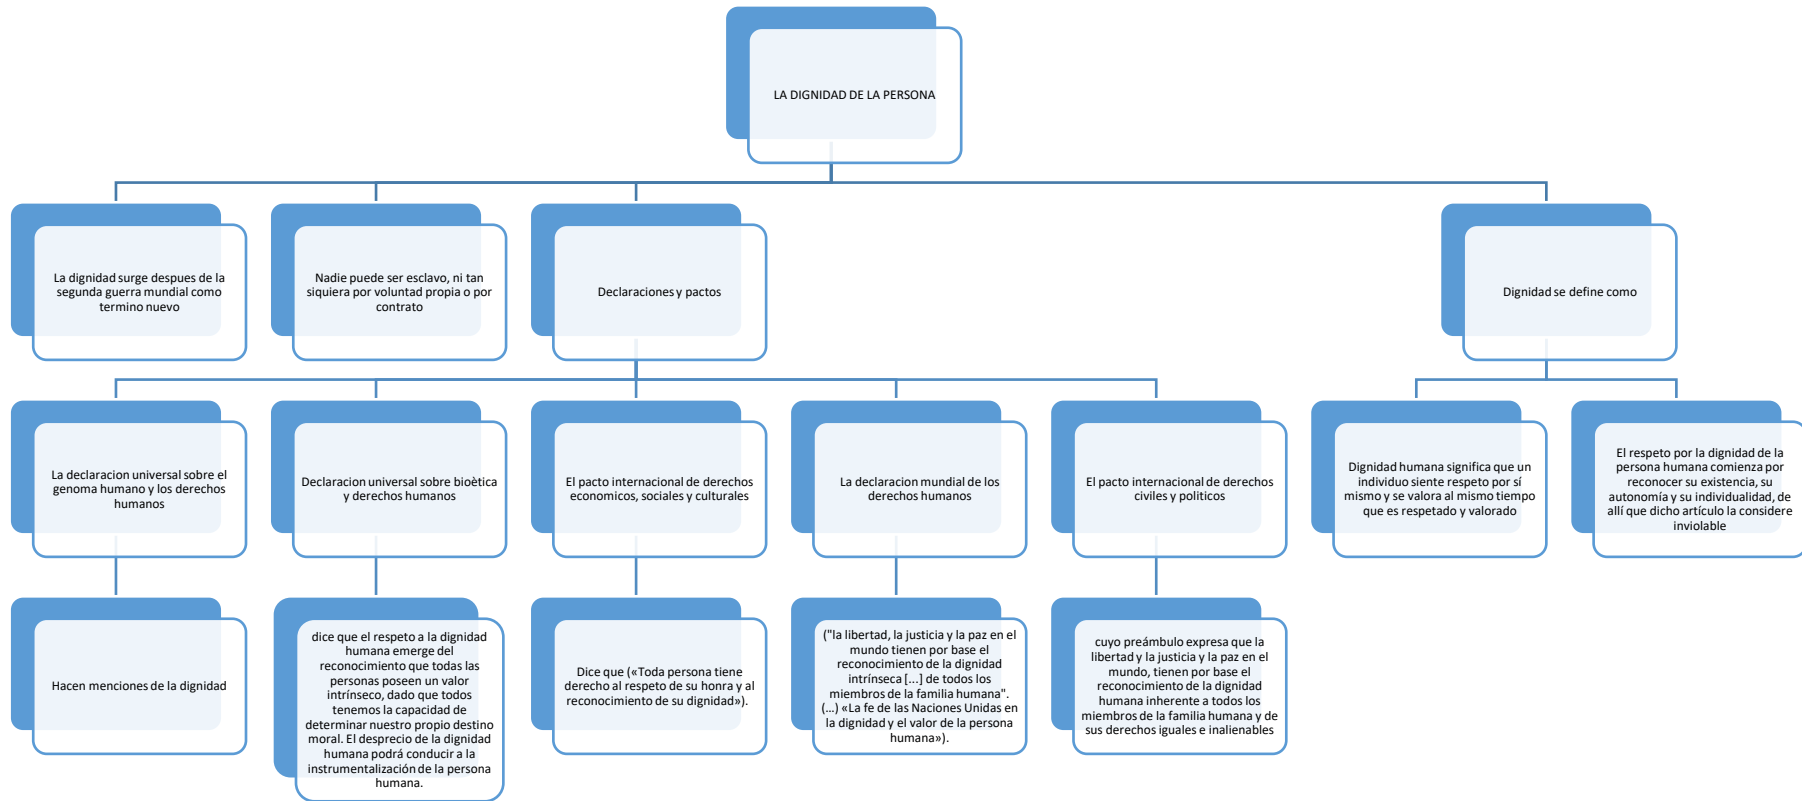 LA DIGNIDAD DE LA PERSONA
La dignidad surge despues de la
segunda guerra mundial como
termino nuevo
Nadie puede ser esclavo, ni tan
siquiera por voluntad propia o por
contrato
Declaraciones y pactos
Dignidad se define como
La declaracion universal sobre el
genoma humano y los derechos
humanos
Declaracion universal sobre bioètica
y derechos humanos
El pacto internacional de derechos
economicos, sociales y culturales
La declaracion mundial de los
derechos humanos
El pacto internacional de derechos
civiles y politicos
Dignidad humana significa que un
individuo siente respeto por sí
mismo y se valora al mismo tiempo
que es respetado y valorado
El respeto por la dignidad de la
persona humana comienza por
reconocer su existencia, su
autonomía y su individualidad, de
allí que dicho artículo la considere
inviolable
Hacen menciones de la dignidad
dice que el respeto a la dignidad
humana emerge del
reconocimiento que todas las
personas poseen un valor
intrínseco, dado que todos
tenemos la capacidad de
determinar nuestro propio destino
moral. El desprecio de la dignidad
humana podrá conducir a la
instrumentalización de la persona
humana.
Dice que («Toda persona tiene
derecho al respeto de su honra y al
reconocimiento de su dignidad»).
("la libertad, la justicia y la paz en el
mundo tienen por base el
reconocimiento de la dignidad
intrínseca [...] de todos los
miembros de la familia humana".
(...) «La fe de las Naciones Unidas en
la dignidad y el valor de la persona
humana»).
cuyo preámbulo expresa que la
libertad y la justicia y la paz en el
mundo, tienen por base el
reconocimiento de la dignidad
humana inherente a todos los
miembros de la familia humana y de
sus derechos iguales e inalienables